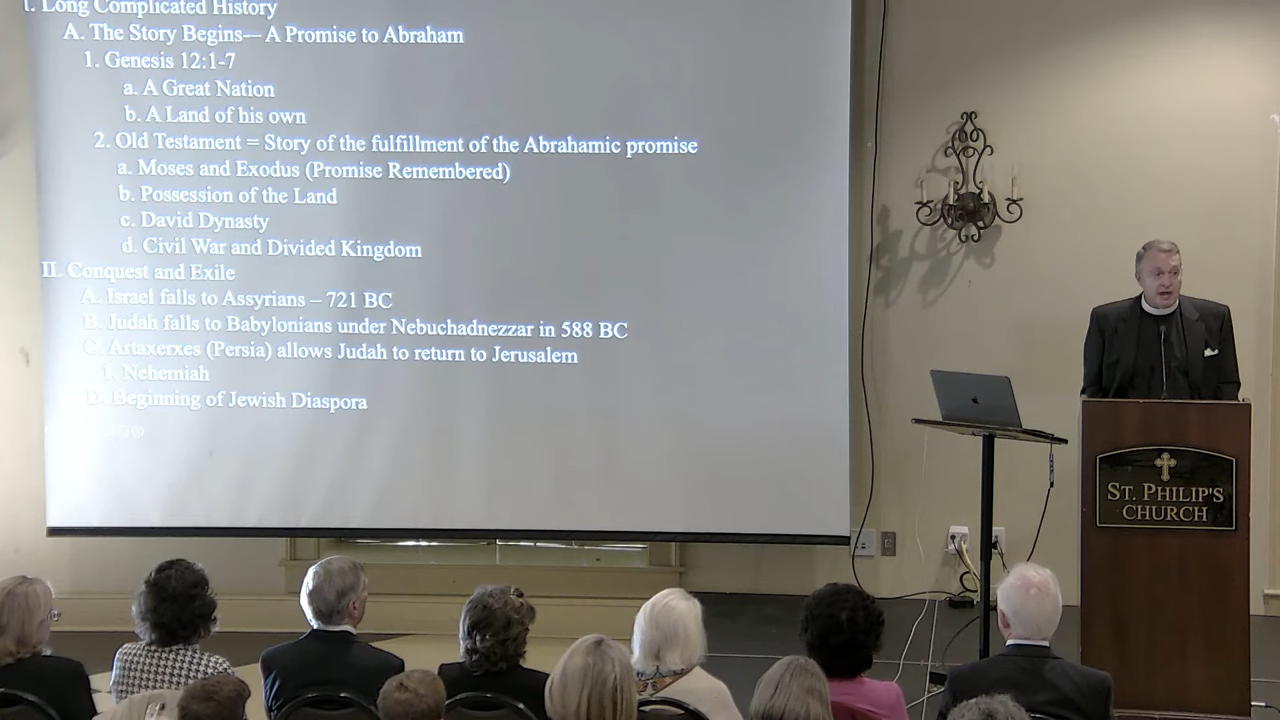 I. Long Complicated History
A. The Story Begins— A Promise to Abraham
1. Genesis 12:1-7
a. A Great Nation
b. A Land of his own
2. Old Testament = Story of the fulfillment of the Abrahamic promise
a. Moses and Exodus (Promise Remembered)
b. Possession of the Land
c. David Dynasty
d. Civil War and Divided Kingdom
II. Conquest and Exile
A. Israel falls to Assyrians – 721 BC
B. Judah falls to Babylonians under Nebuchadnezzar in 588 BC
C. Artaxerxes (Persia) allows Judah to return to Jerusalem
1. Nehemiah
D. Beginning of Jewish Diaspora
ST. PHILIP'S
CHURCH